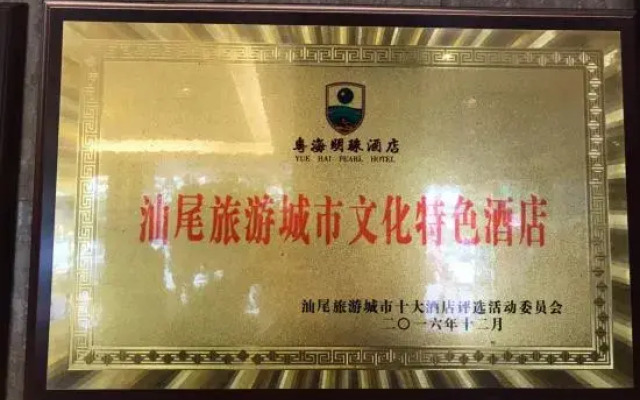 粤海明珠酒店
YUE HAI PEARL HOTEL
汕尾旅游城市文化特色酒店
汕尾旅游城市十大酒店评选活动委员会
二〇一六年十二月